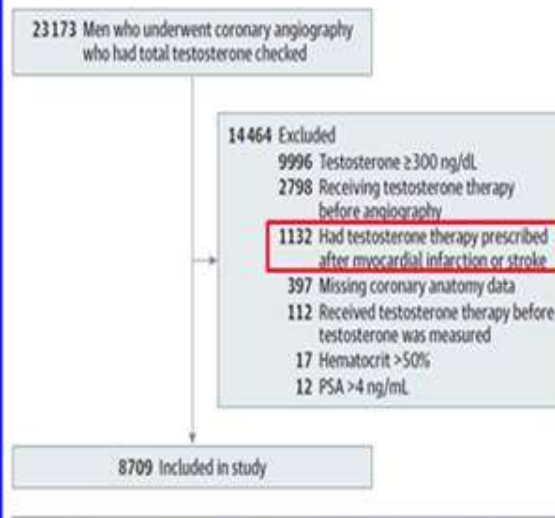 23173 Men who underwent coronary angiography
who had total testosterone checked
14464 Excluded
9996 Testosterone ≥300 ng/dL
2798 Receiving testosterone therapy
before angiography
1132 Had testosterone therapy prescribed
after myocardial infarction or stroke
397 Missing coronary anatomy data
112 Received testosterone therapy before
testosterone was measured
17 Hematocrit >50%
12 PSA >4 ng/mL
8709 Included in study